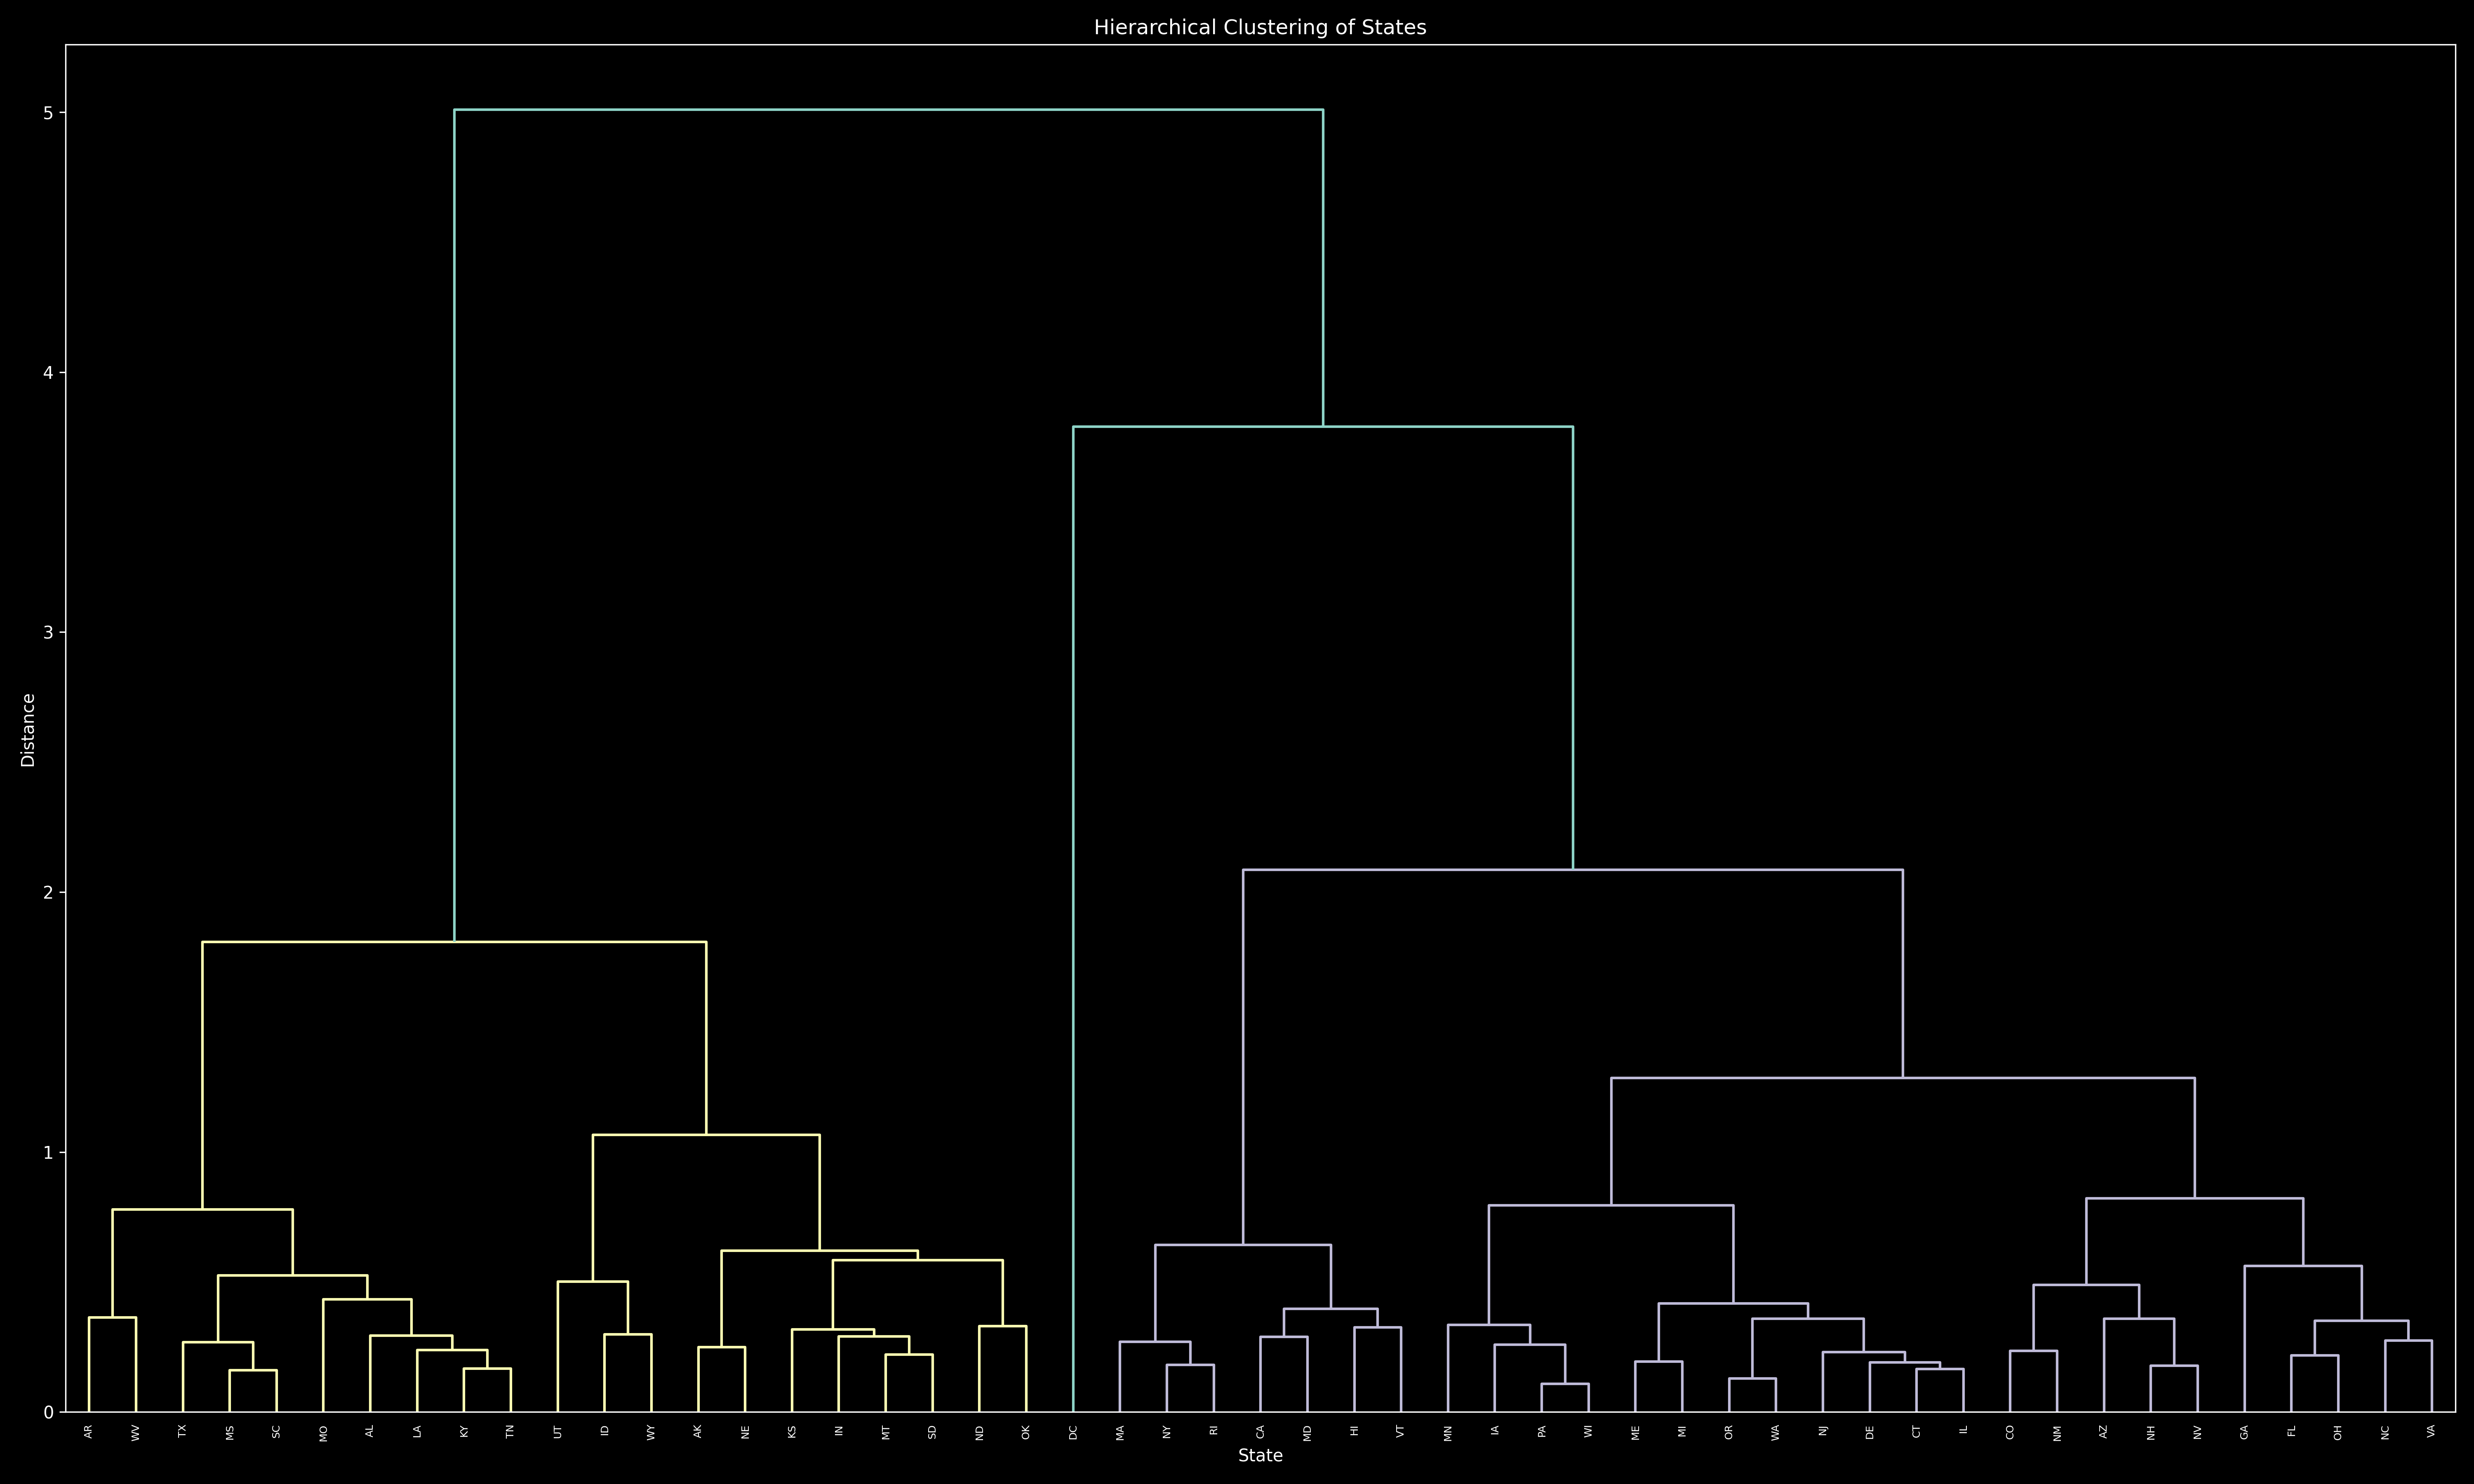 Hierarchical Clustering of States
5
4
3
2
1
0
Distance
AR WV TX MS SC MO AL LA KY TN UT ID WY AK NE KS IN MT SD ND OK DC MA NY RI CA MD HI VT MN IA PA WI ME MI OR WA NJ DE CT IL CO NM AZ NH NV GA FL OH NC VA
State